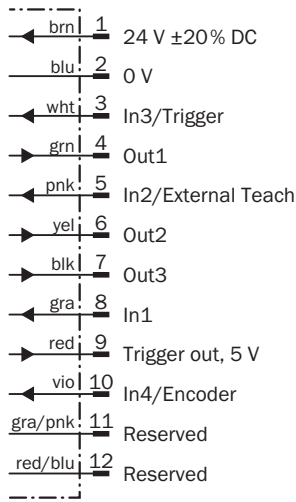 brn 1 24 V ±20% DC
blu 2 0 V
wht 3 In3/Trigger
grn 4 Out1
pnk 5 In2/External Teach
yel 6 Out2
blk 7 Out3
gra 8 In1
red 9 Trigger out, 5 V
vio 10 In4/Encoder
gra/pnk 11 Reserved
red/blu 12 Reserved